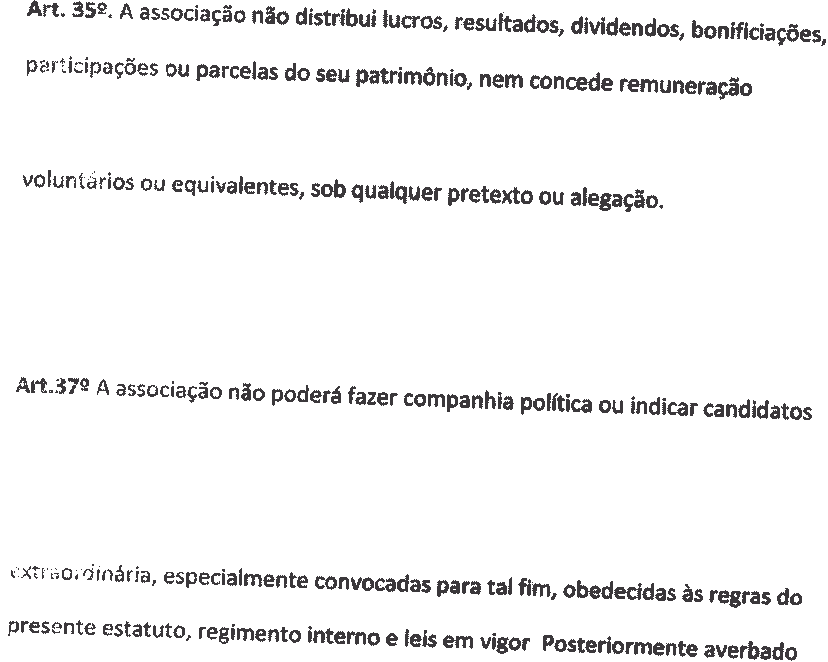 Art. 35º. A associação não distribui lucros, resultados, dividendos, bonificiações,
participações ou parcelas do seu patrimônio, nem concede remuneração
voluntários ou equivalentes, sob qualquer pretexto ou alegação.
Art.37º A associação não poderá fazer companhia política ou indicar candidatos
extraordinária, especialmente convocadas para tal fim, obedecidas às regras do
presente estatuto, regimento interno e leis em vigor Posteriormente averbado